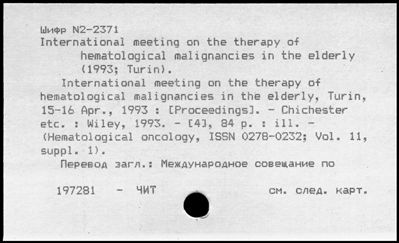 Шифр N2-2371
International meeting on the therapy of
hematological malignancies in the elderly
(1993; Turin).
International meeting on the therapy of
hematological malignancies in the elderly, Turin,
15-16 Apr., 1993 : [Proceedings]. - Chichester
etc. : Wiley, 1993. - [4], 84 p. : ill. -
(Hematological oncology, ISSN 0278-0232; Vol. 11,
suppl. 1).
Перевод загл.: Международное совещание по
197281 - ЧИТ см. след. карт.